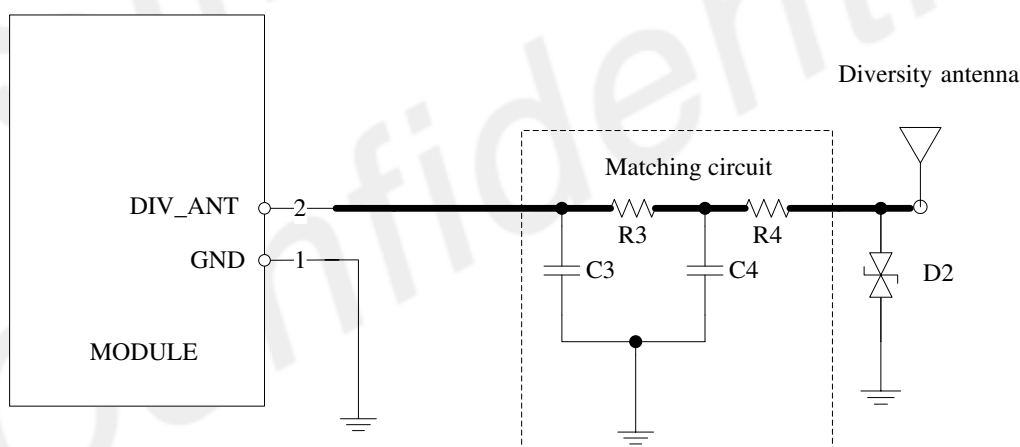 Diversity antenna
Matching circuit
DIV_ANT 2
R3 R4
GND 1
C3 C4 D2
MODULE
Confidential